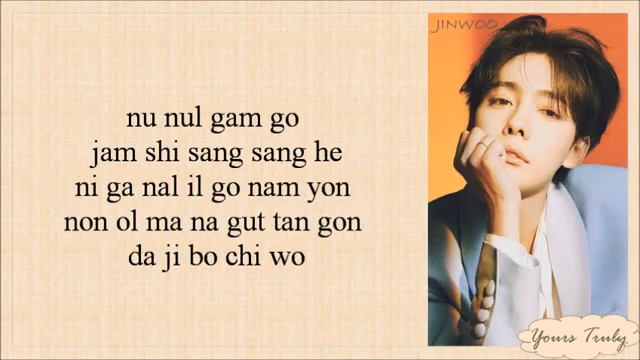 JINWOO
nu nul gam go
jam shi sang sang he
ni ga nal il go nam yon
non ol ma na gut tan gon
da ji bo chi wo
Yours Truly